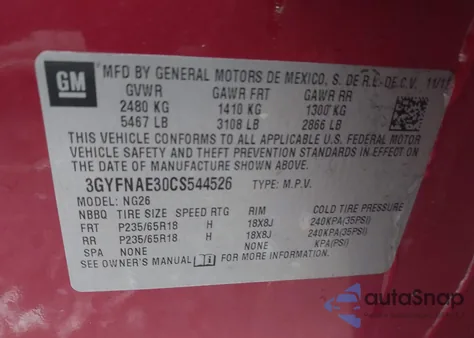 GM
MFD BY GENERAL MOTORS DE MEXICO, S. DE R.L. DE C.V. 11/11
GVWR GAWR FRT GAWR RR
2480 KG 1410 KG 1300 KG
5467 LB 3108 LB 2866 LB
THIS VEHICLE CONFORMS TO ALL APPLICABLE U.S. FEDERAL MOTOR
VEHICLE SAFETY AND THEFT PREVENTION STANDARDS IN EFFECT ON
THE DATE OF MANUFACTURE SHOWN ABOVE.
3GYFNAE30CS544526 TYPE: M.P.V.
MODEL: NG26
NBBQ TIRE SIZE SPEED RTG RIM COLD TIRE PRESSURE
FRT P235/65R18 H 18X8J 240KPA(35PSI)
RR P235/65R18 H 18X8J 240KPA(35PSI)
SPA NONE NONE KPA(PSI)
SEE OWNER'S MANUAL FOR MORE INFORMATION.
autaSnap